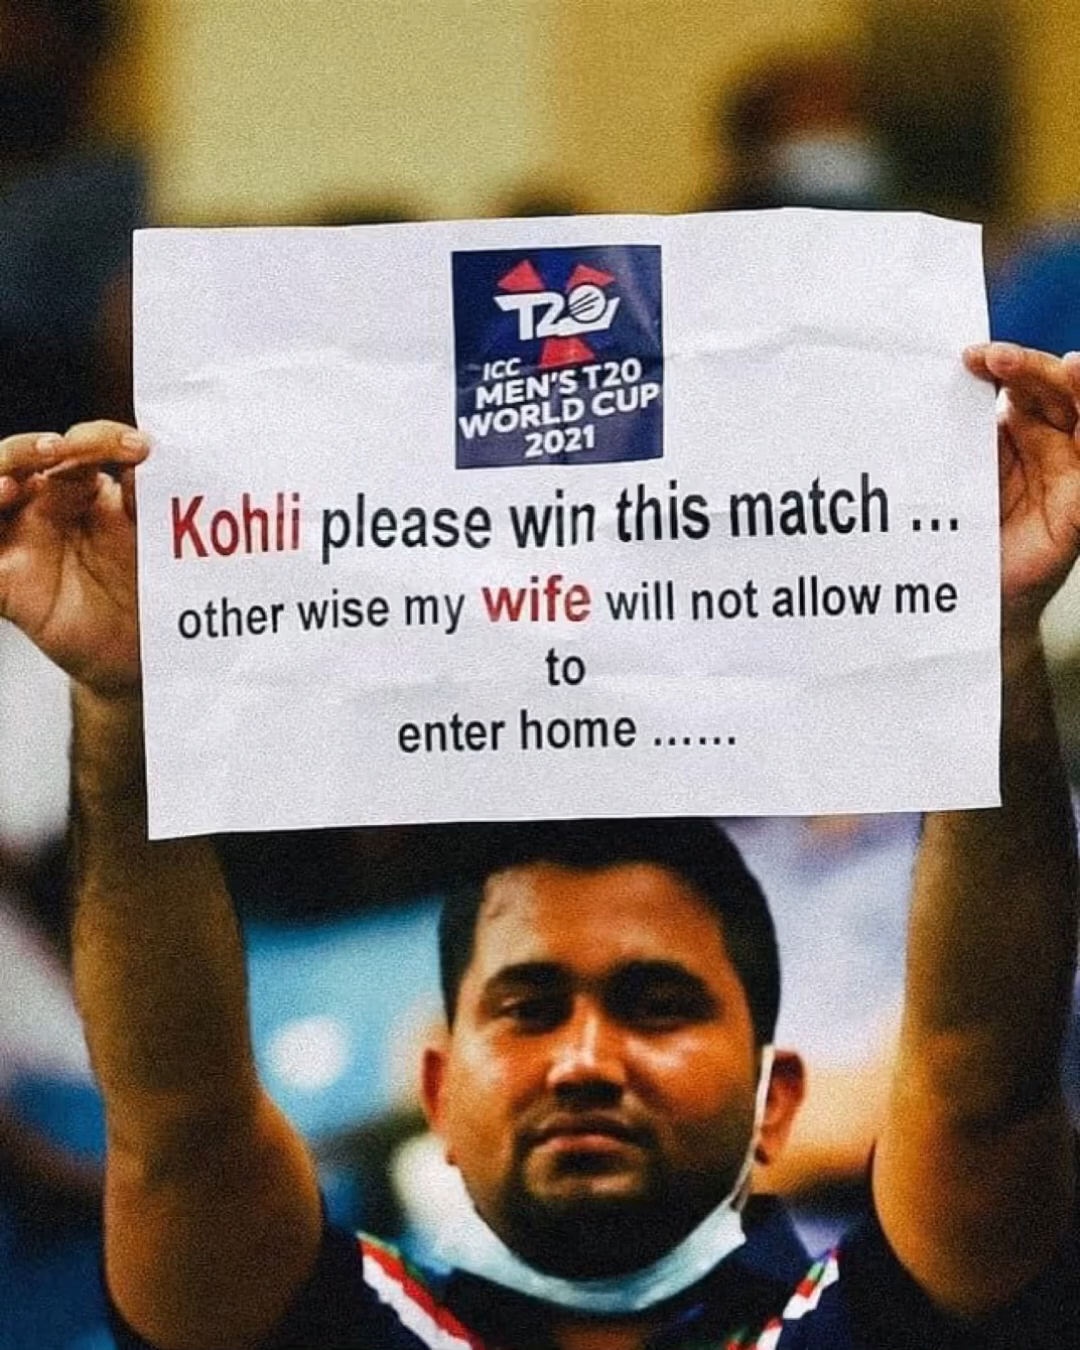 T20
ICC
MEN'S T20
WORLD CUP
2021
Kohli please win this match ...
other wise my wife will not allow me
to
enter home ......